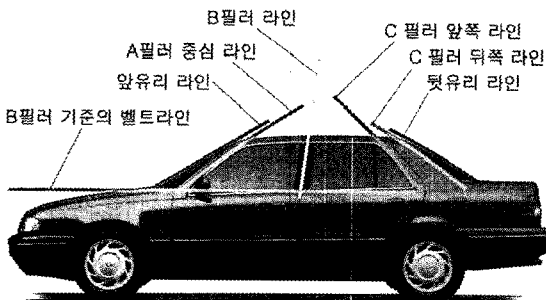 B필러 라인
C 필러 앞쪽 라인
A필러 중심 라인
C 필러 뒤쪽 라인
앞유리 라인
뒷유리 라인
B필러 기준의 벨트라인